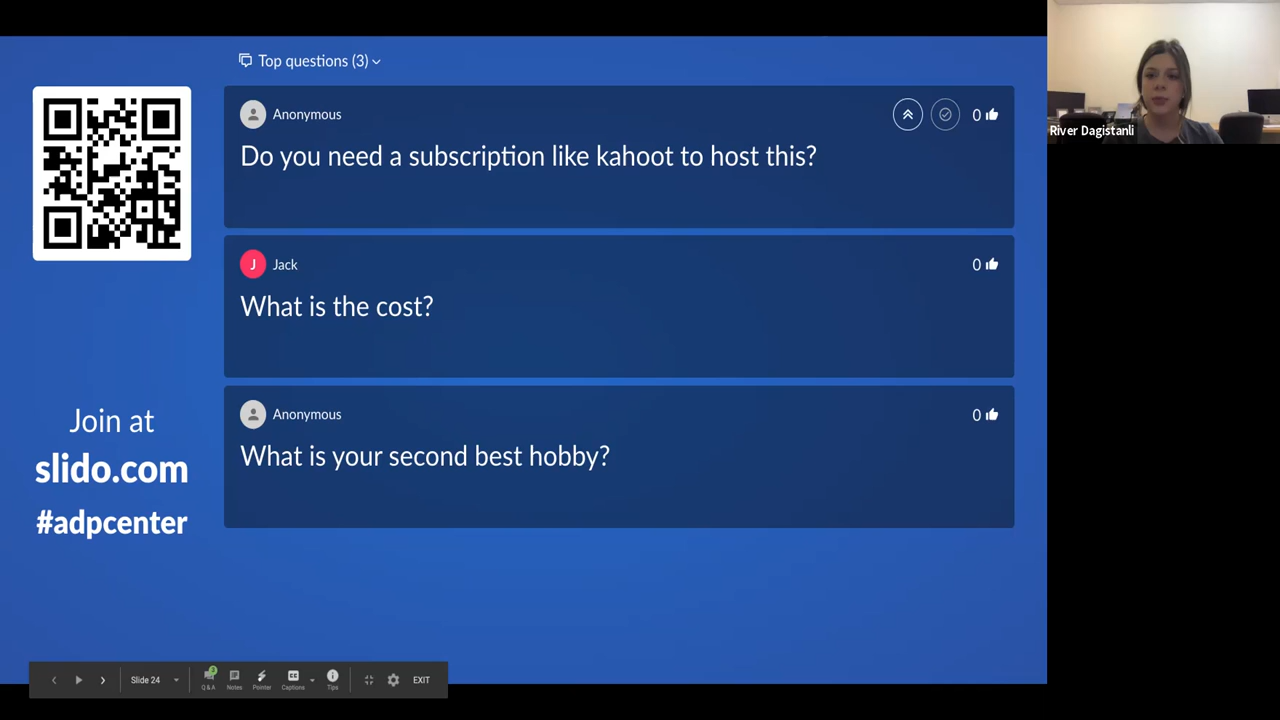 Top questions (3)
Anonymous
0
Do you need a subscription like kahoot to host this?
River Dagistanli
J
Jack
0
What is the cost?
Anonymous
0
What is your second best hobby?
Join at
slido.com
#adpcenter
Slide 24
3
Q&A
Notes
Pointer
CC
Captions
Tips
EXIT